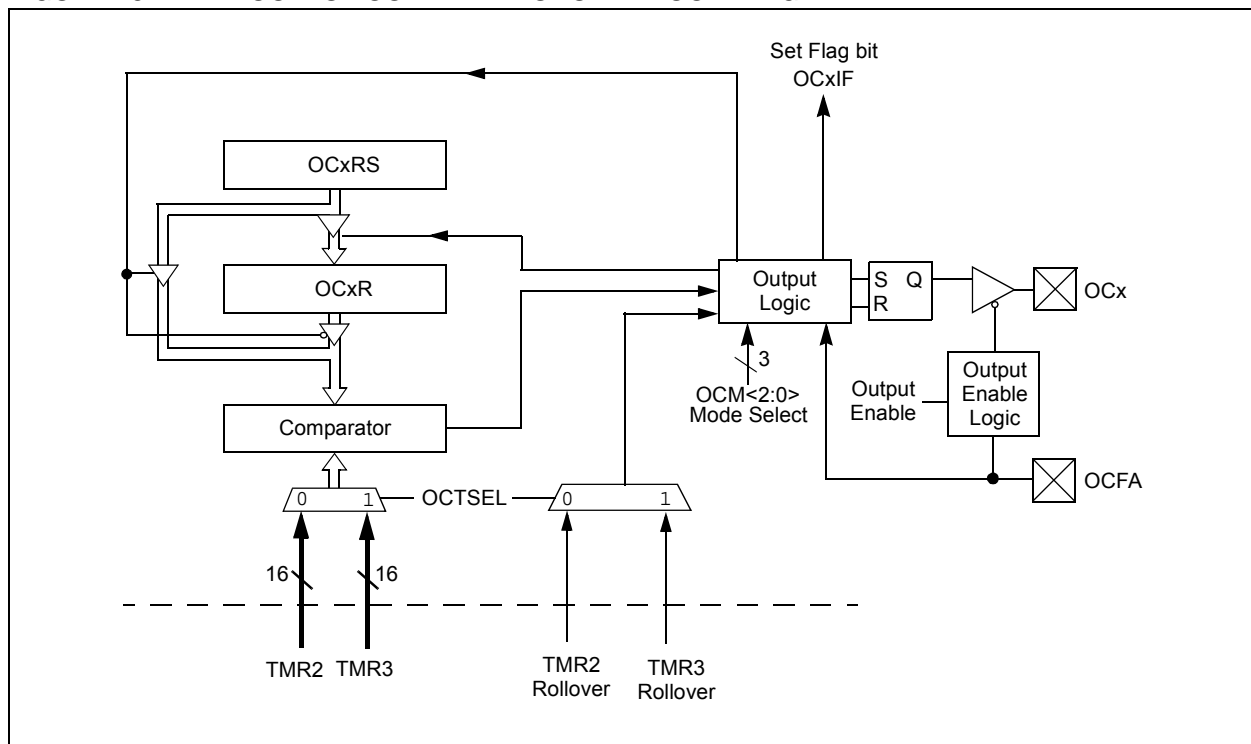 Set Flag bit
OCxIF
OCxRS
OCxR
Output
Logic
S Q
R
OCx
3
OCM<2:0>
Mode Select
Output
Enable
Output
Enable
Logic
Comparator
OCFA
0 1
OCTSEL
0 1
16
16
TMR2
TMR3
TMR2
Rollover
TMR3
Rollover